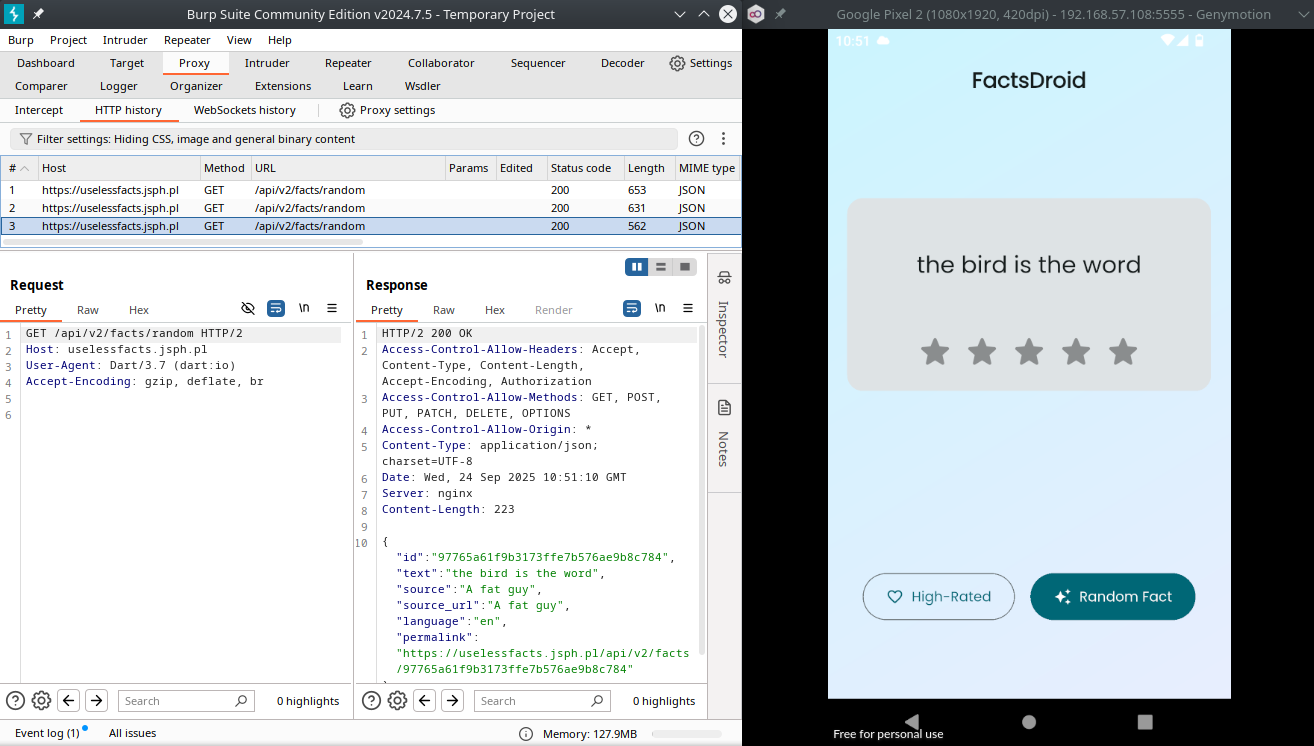 Burp Suite Community Edition v2024.7.5 - Temporary Project
Burp Project Intruder Repeater View Help
Dashboard Target Proxy Intruder Repeater Collaborator Sequencer Decoder Settings
Comparer Logger Organizer Extensions Learn Wsdler
Intercept HTTP history WebSockets history Proxy settings
Filter settings: Hiding CSS, image and general binary content
# Host Method URL Params Edited Status code Length MIME type
1 https://uselessfacts.jsph.pl GET /api/v2/facts/random 200 653 JSON
2 https://uselessfacts.jsph.pl GET /api/v2/facts/random 200 631 JSON
3 https://uselessfacts.jsph.pl GET /api/v2/facts/random 200 562 JSON
Request
Pretty Raw Hex \n
1 GET /api/v2/facts/random HTTP/2
2 Host: uselessfacts.jsph.pl
3 User-Agent: Dart/3.7 (dart:io)
4 Accept-Encoding: gzip, deflate, br
5
6
Search 0 highlights
Response
Pretty Raw Hex Render \n
1 HTTP/2 200 OK
2 Access-Control-Allow-Headers: Accept,
Content-Type, Content-Length,
Accept-Encoding, Authorization
3 Access-Control-Allow-Methods: GET, POST,
PUT, PATCH, DELETE, OPTIONS
4 Access-Control-Allow-Origin: *
5 Content-Type: application/json;
charset=UTF-8
6 Date: Wed, 24 Sep 2025 10:51:10 GMT
7 Server: nginx
8 Content-Length: 223
9
10 {
"id":"97765a61f9b3173ffe7b576ae9b8c784",
"text":"the bird is the word",
"source":"A fat guy",
"source_url":"A fat guy",
"language":"en",
"permalink":
"https://uselessfacts.jsph.pl/api/v2/facts
/97765a61f9b3173ffe7b576ae9b8c784"
Search 0 highlights
Inspector
Notes
Event log (1) All issues Memory: 127.9MB
Google Pixel 2 (1080x1920, 420dpi) - 192.168.57.108:5555 - Genymotion
10:51
FactsDroid
the bird is the word
High-Rated Random Fact
Free for personal use